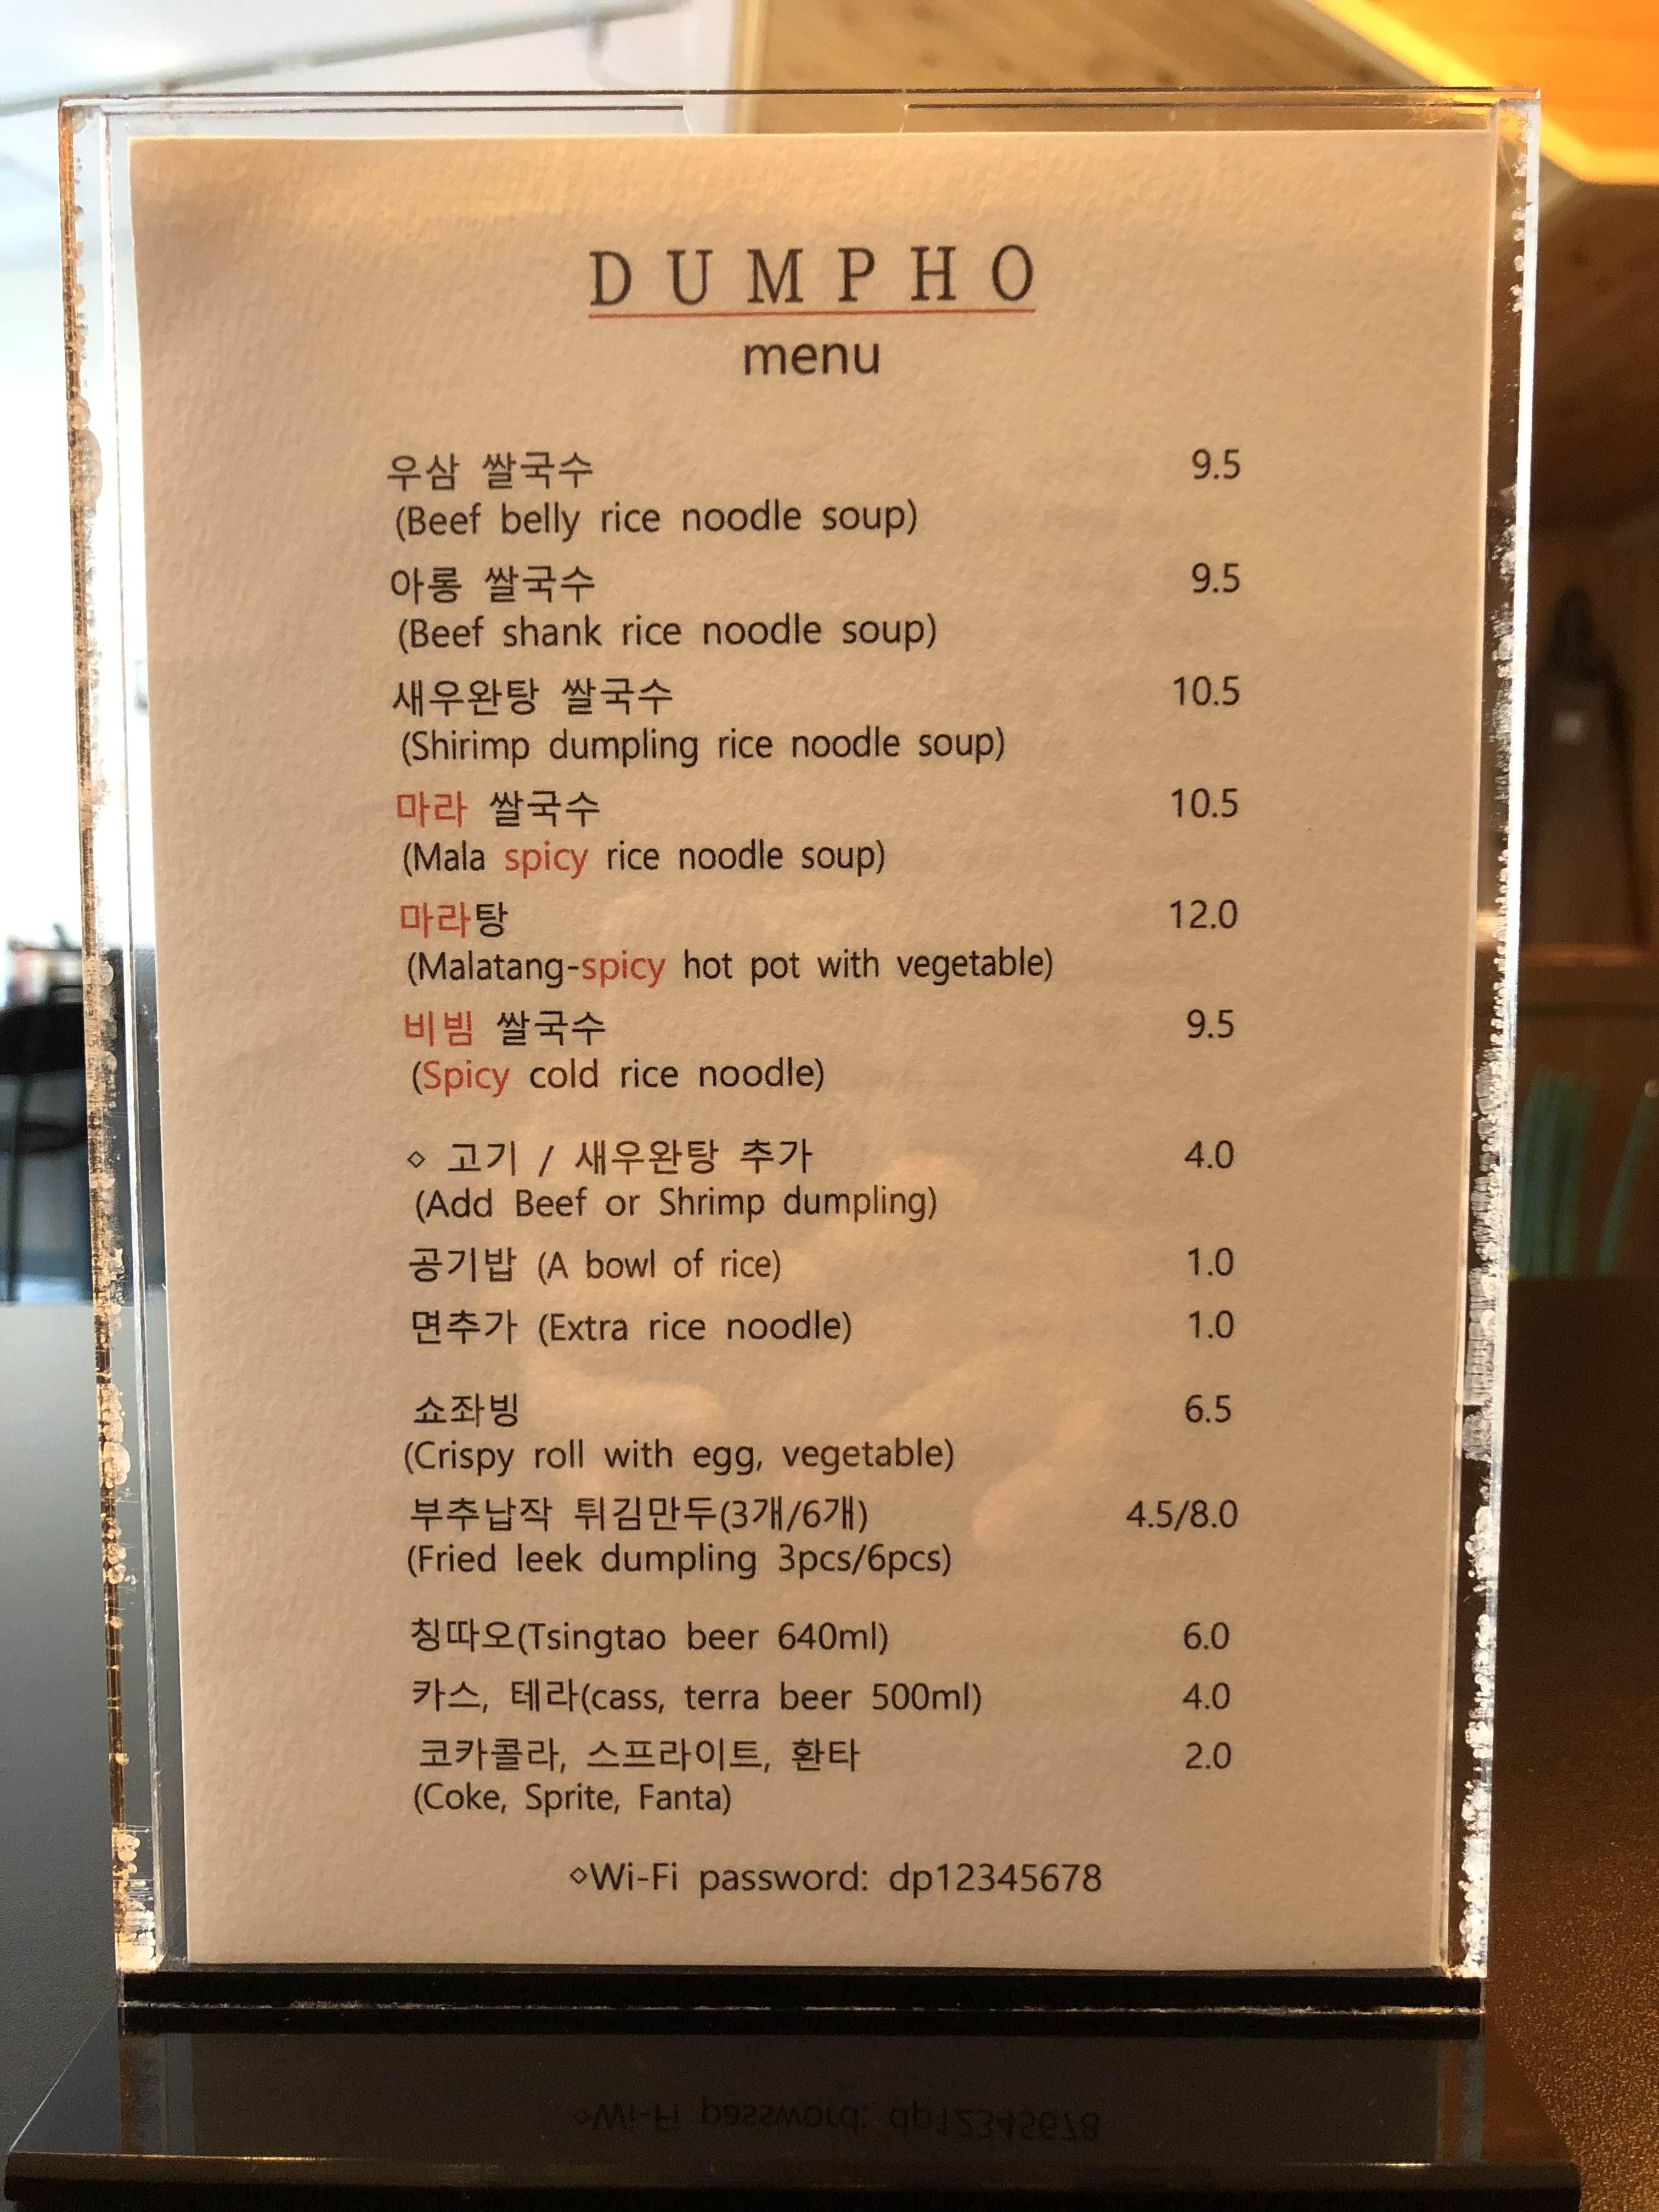 DUMPHO
menu
우삼 쌀국수 9.5
(Beef belly rice noodle soup)
아롱 쌀국수 9.5
(Beef shank rice noodle soup)
새우완탕 쌀국수 10.5
(Shirimp dumpling rice noodle soup)
마라 쌀국수 10.5
(Mala spicy rice noodle soup)
마라탕 12.0
(Malatang-spicy hot pot with vegetable)
비빔 쌀국수 9.5
(Spicy cold rice noodle)
◇ 고기 / 새우완탕 추가 4.0
(Add Beef or Shrimp dumpling)
공기밥 (A bowl of rice) 1.0
면추가 (Extra rice noodle) 1.0
쇼좌빙 6.5
(Crispy roll with egg, vegetable)
부추납작 튀김만두(3개/6개) 4.5/8.0
(Fried leek dumpling 3pcs/6pcs)
칭따오(Tsingtao beer 640ml) 6.0
카스, 테라(cass, terra beer 500ml) 4.0
코카콜라, 스프라이트, 환타 2.0
(Coke, Sprite, Fanta)
◇Wi-Fi password: dp12345678